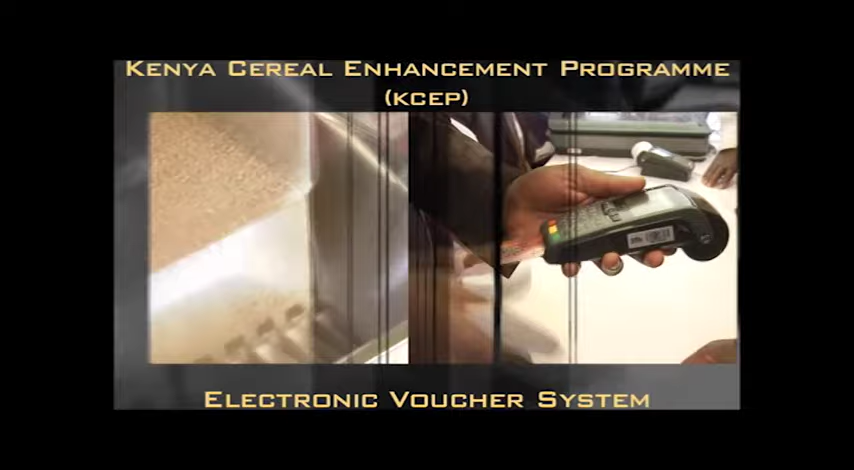 KENYA CEREAL ENHANCEMENT PROGRAMME
(KCEP)
ELECTRONIC VOUCHER SYSTEM